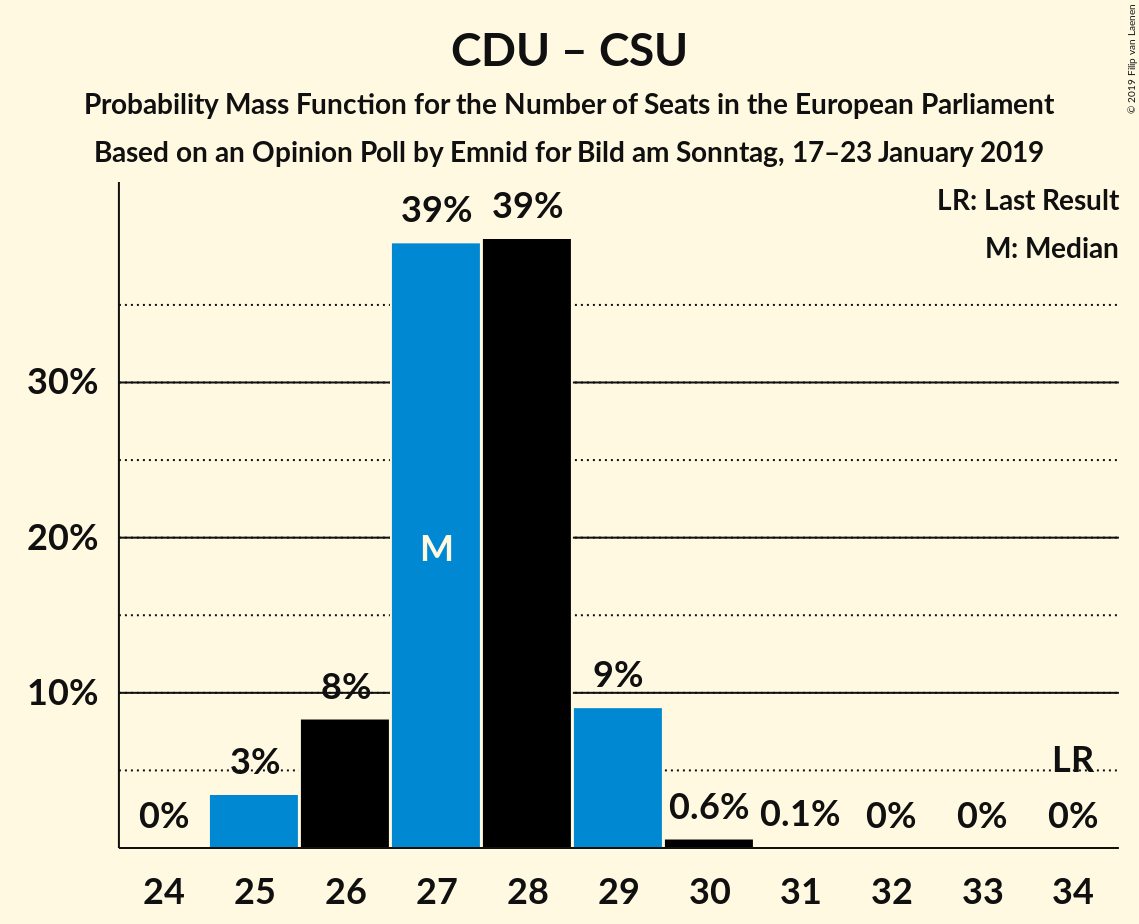 CDU – CSU
Probability Mass Function for the Number of Seats in the European Parliament
Based on an Opinion Poll by Emnid for Bild am Sonntag, 17–23 January 2019
© 2019 Filip van Laenen
LR: Last Result
M: Median
39% 39%
30%
20%
M
10%
8%
9%
3%
LR
0%
0.6% 0.1% 0% 0% 0%
24 25 26 27 28 29 30 31 32 33 34